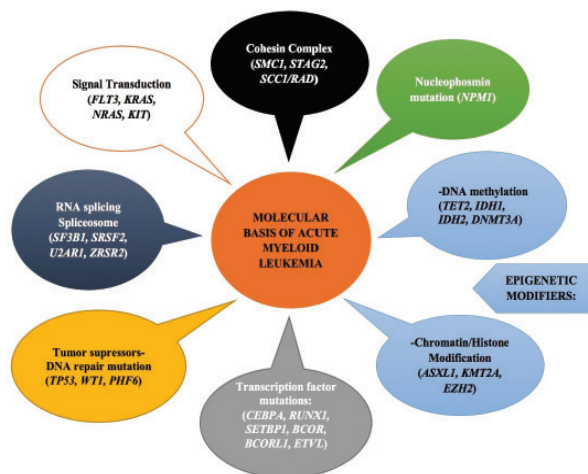 Cohesin Complex
(SMC1, STAG2,
SCC1/RAD)
Signal Transduction
(FLT3, KRAS,
NRAS, KIT)
Nucleophosmin
mutation (NPM1)
RNA splicing
Spliceosome
(SF3B1, SRSF2,
U2AR1, ZRSR2)
MOLECULAR
BASIS OF ACUTE
MYELOID
LEUKEMIA
-DNA methylation
(TET2, IDH1,
IDH2, DNMT3A)
EPIGENETIC
MODIFIERS:
Tumor supressors-
DNA repair mutation
(TP53, WT1, PHF6)
-Chromatin/Histone
Modification
(ASXL1, KMT2A,
EZH2)
Transcription factor
mutations:
(CEBPA, RUNX1,
SETBP1, BCOR,
BCORL1, ETVL)